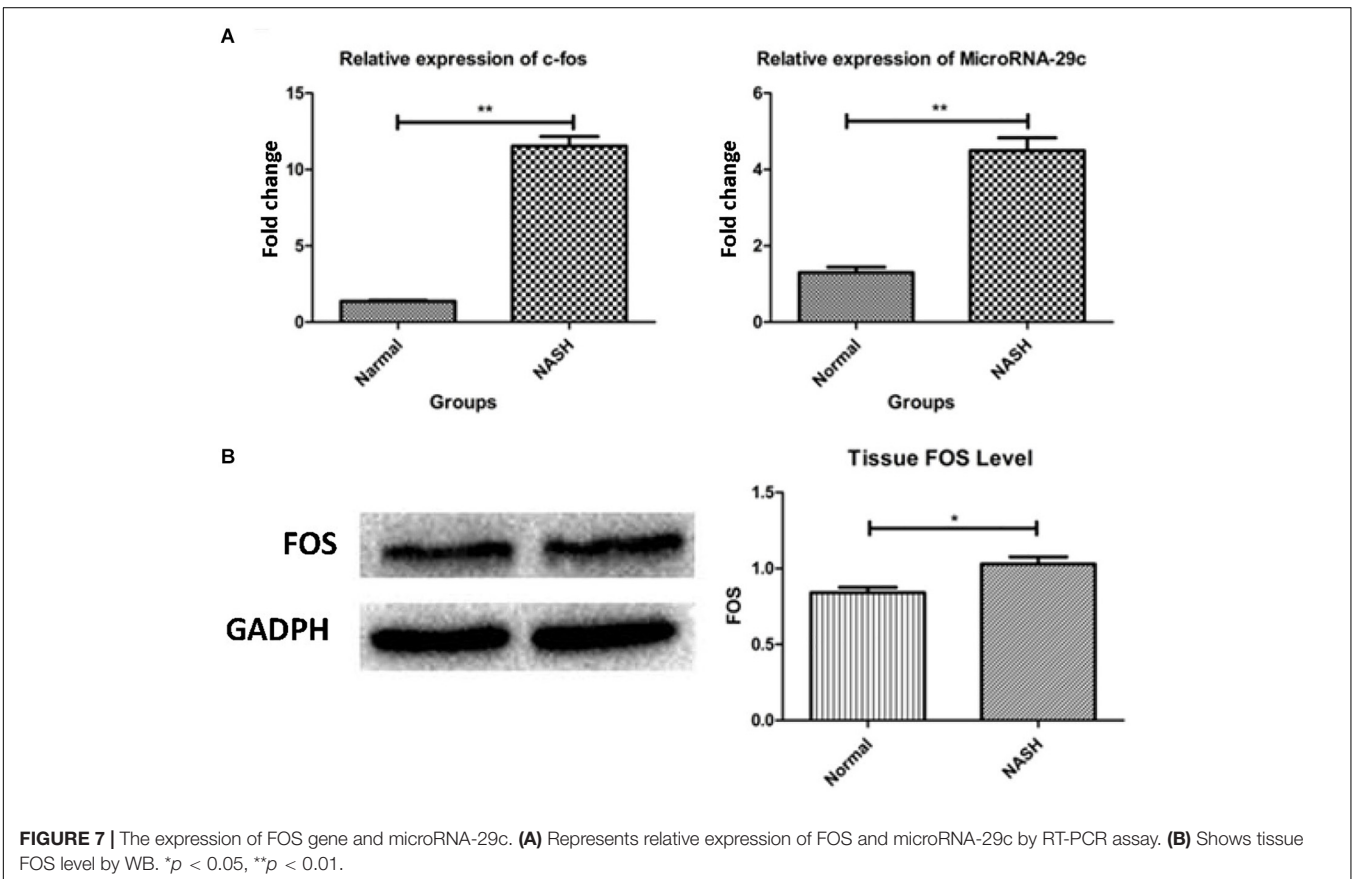 A
Relative expression of c-fos
15
10
5
0
Fold change
**
Narmal
NASH
Groups
Relative expression of MicroRNA-29c
6
4
2
0
Fold change
**
Normal
NASH
Groups
B
FOS
GADPH
Tissue FOS Level
1.5
1.0
0.5
0.0
FOS
*
Normal
NASH
FIGURE 7 | The expression of FOS gene and microRNA-29c. (A) Represents relative expression of FOS and microRNA-29c by RT-PCR assay. (B) Shows tissue
FOS level by WB. *p < 0.05, **p < 0.01.